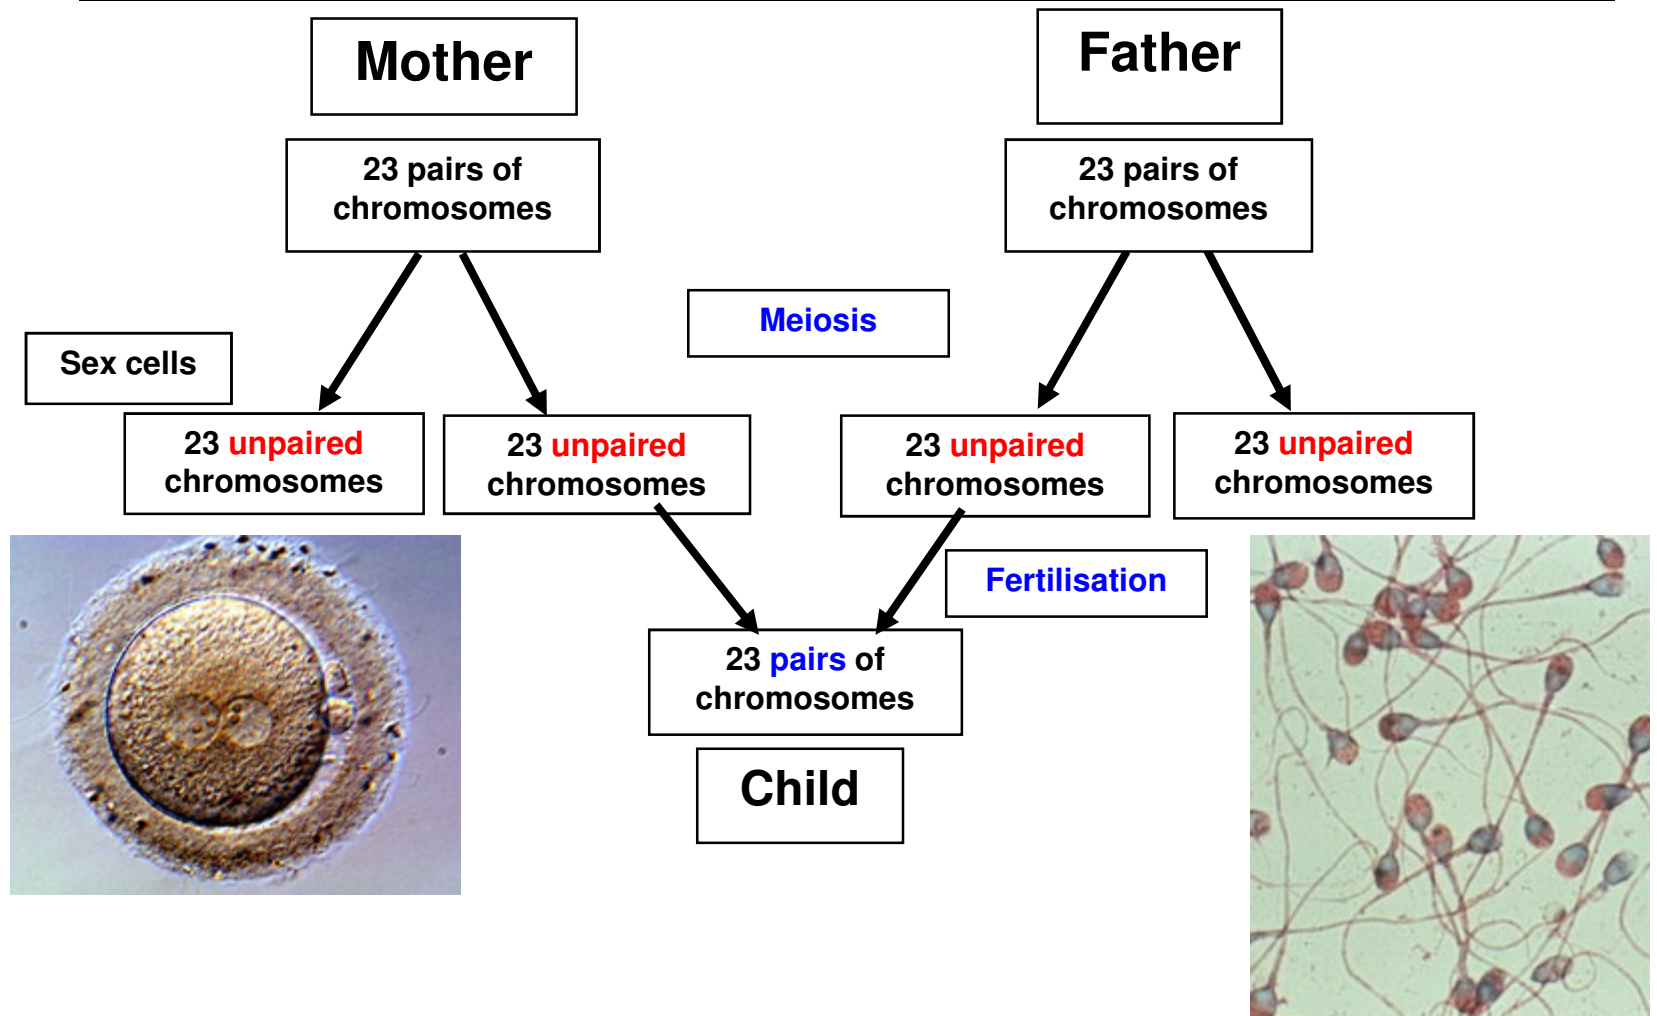 Mother
Father
23 pairs of
chromosomes
23 pairs of
chromosomes
Meiosis
Sex cells
23 unpaired
chromosomes
23 unpaired
chromosomes
23 unpaired
chromosomes
23 unpaired
chromosomes
Fertilisation
23 pairs of
chromosomes
Child